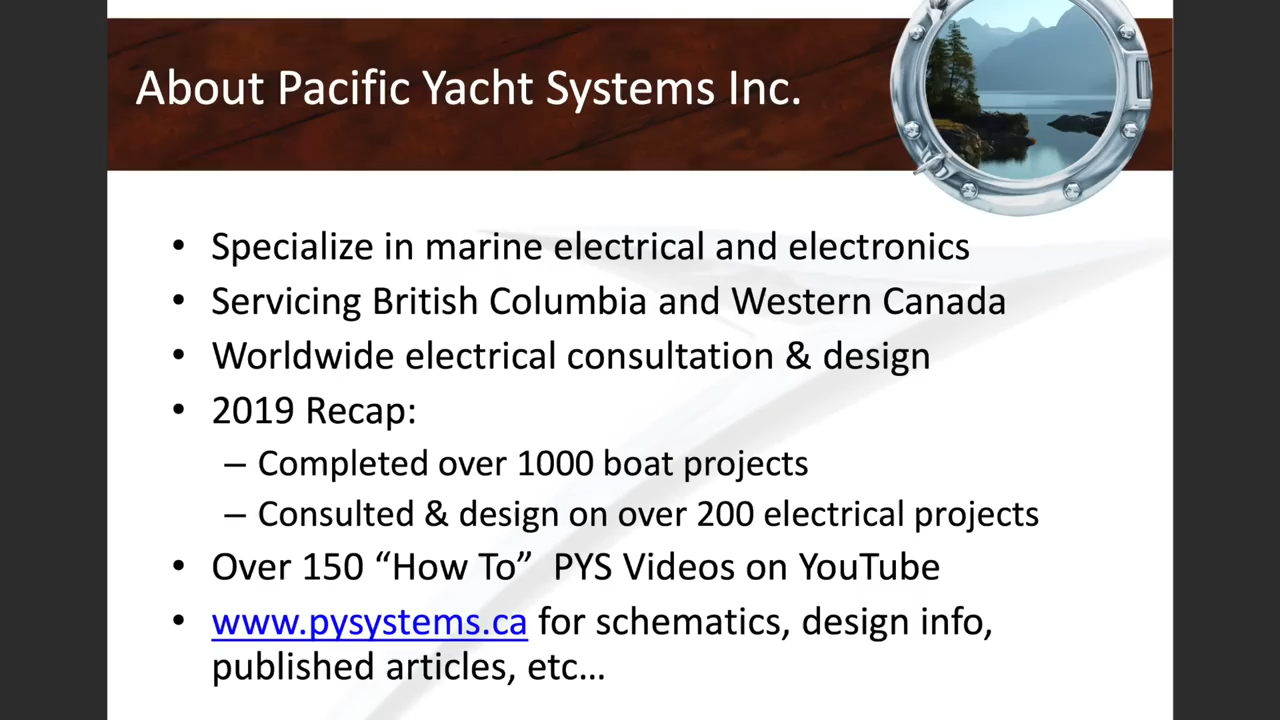 About Pacific Yacht Systems Inc.
• Specialize in marine electrical and electronics
• Servicing British Columbia and Western Canada
• Worldwide electrical consultation & design
• 2019 Recap:
– Completed over 1000 boat projects
– Consulted & design on over 200 electrical projects
• Over 150 “How To”  PYS Videos on YouTube
• www.pysystems.ca for schematics, design info,
published articles, etc…